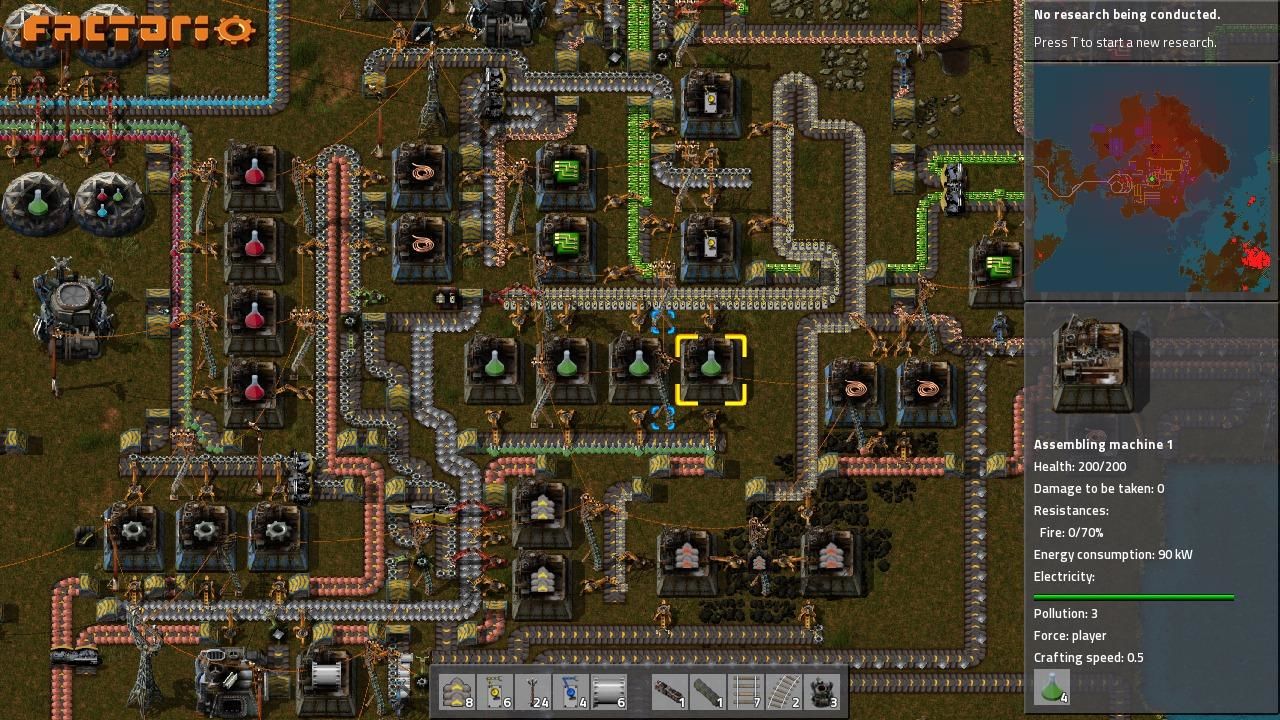 FACTORIO
No research being conducted.
Press T to start a new research.
Assembling machine 1
Health: 200/200
Damage to be taken: 0
Resistances:
Fire: 0/70%
Energy consumption: 90 kW
Electricity:
Pollution: 3
Force: player
Crafting speed: 0.5
4
8 6 24 4 6 1 1 7 2 3